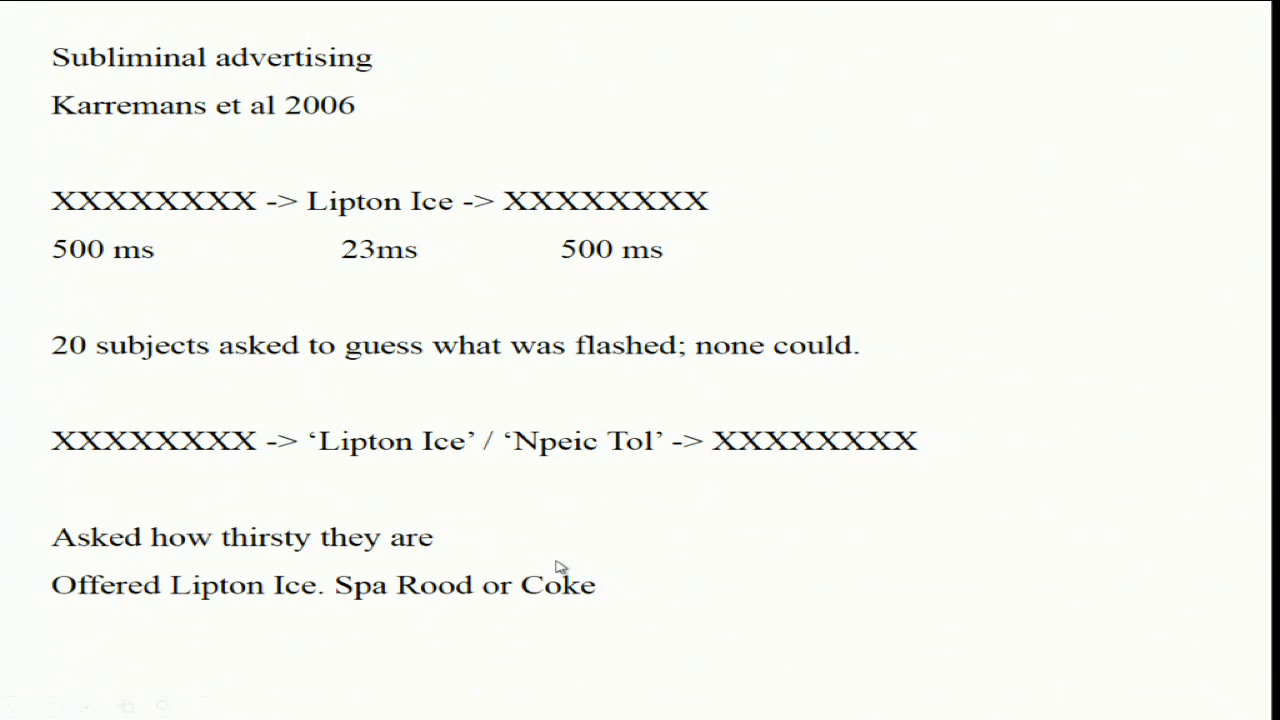 Subliminal advertising
Karremans et al 2006
XXXXXXXX -> Lipton Ice -> XXXXXXXX
500 ms 23ms 500 ms
20 subjects asked to guess what was flashed; none could.
XXXXXXXX -> ‘Lipton Ice’ / ‘Npeic Tol’ -> XXXXXXXX
Asked how thirsty they are
Offered Lipton Ice. Spa Rood or Coke